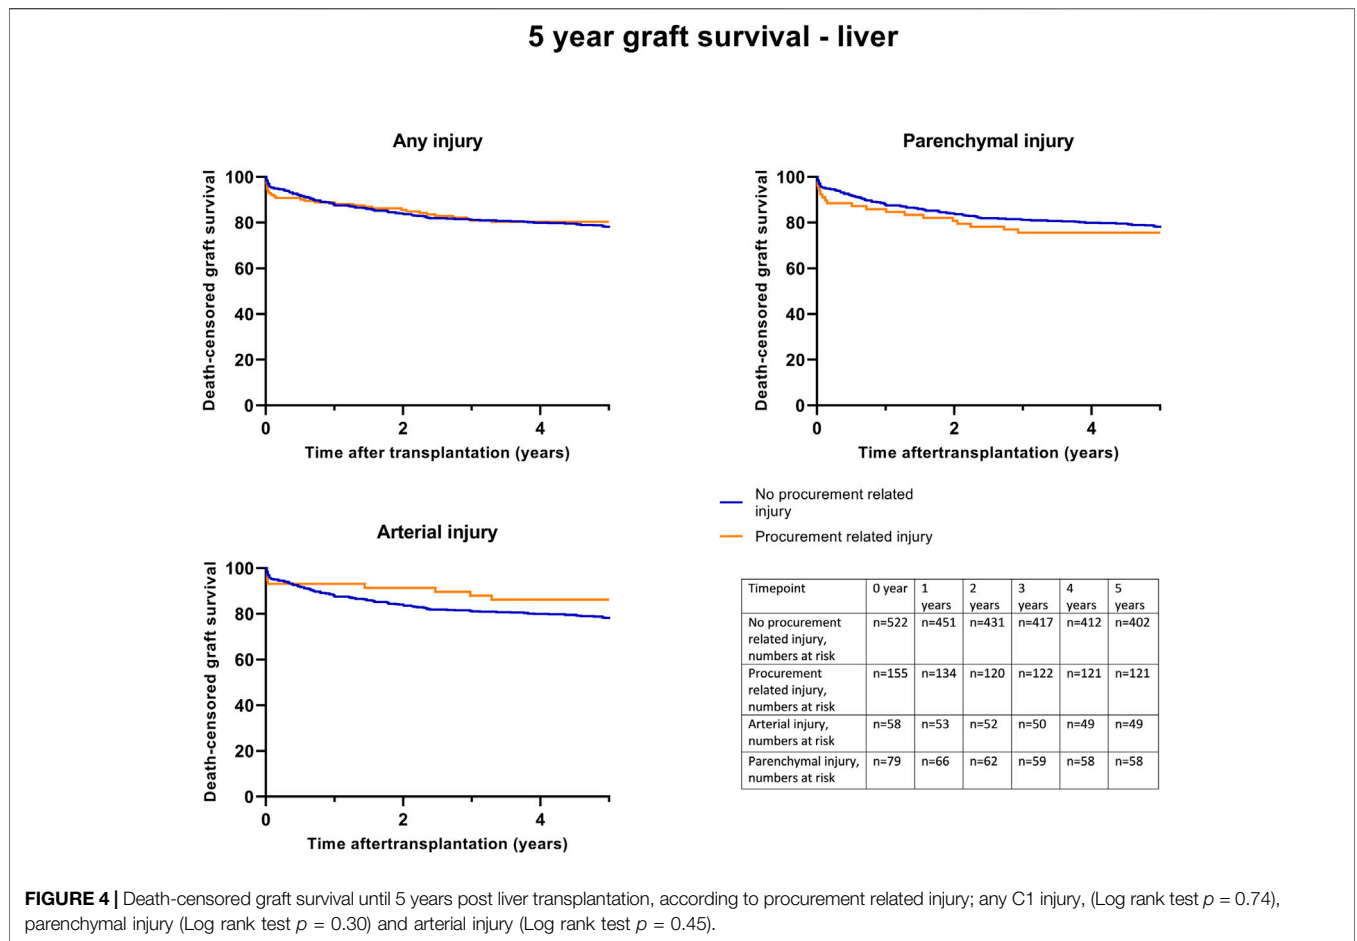 5 year graft survival - liver
Any injury
Death-censored graft survival
100
80
60
40
20
0
0 2 4
Time after transplantation (years)
Parenchymal injury
Death-censored graft survival
100
80
60
40
20
0
0 2 4
Time aftertransplantation (years)
Arterial injury
Death-censored graft survival
100
80
60
40
20
0
0 2 4
Time aftertransplantation (years)
No procurement related
injury
Procurement related injury
Timepoint 0 year 1 2 3 4 5
years years years years years
No procurement n=522 n=451 n=431 n=417 n=412 n=402
related injury,
numbers at risk
Procurement n=155 n=134 n=120 n=122 n=121 n=121
related injury,
numbers at risk
Arterial injury, n=58 n=53 n=52 n=50 n=49 n=49
numbers at risk
Parenchymal injury, n=79 n=66 n=62 n=59 n=58 n=58
numbers at risk
FIGURE 4 | Death-censored graft survival until 5 years post liver transplantation, according to procurement related injury; any C1 injury, (Log rank test p = 0.74),
parenchymal injury (Log rank test p = 0.30) and arterial injury (Log rank test p = 0.45).